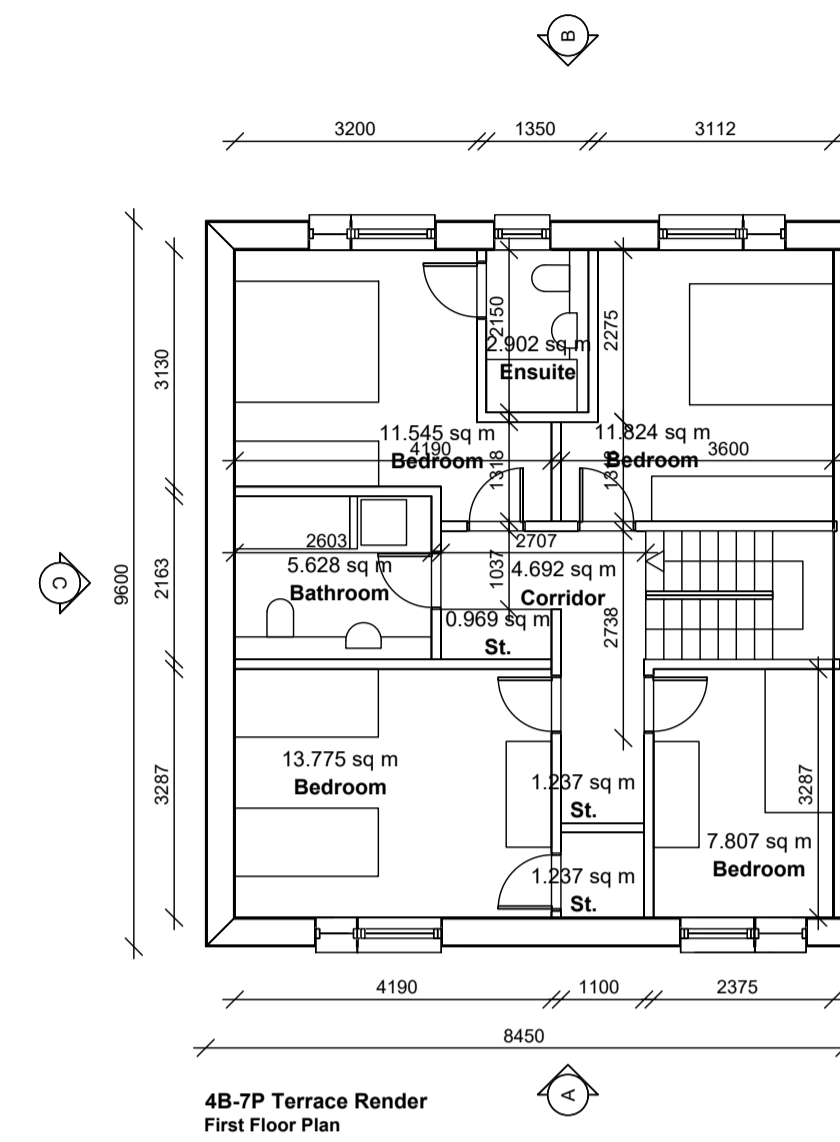 B
3200
1350
3112
2150
2275
3130
2.902 sq m
Ensuite
11.545 sq m
Bedroom
4190
1318
11.824 sq m
Bedroom
3600
2603
2707
5.628 sq m
Bathroom
1037
4.692 sq m
Corridor
C
9600
2163
0.969 sq m
St.
2738
13.775 sq m
Bedroom
3287
1.237 sq m
St.
3287
7.807 sq m
Bedroom
1.237 sq m
St.
4190
1100
2375
8450
A
4B-7P Terrace Render
First Floor Plan